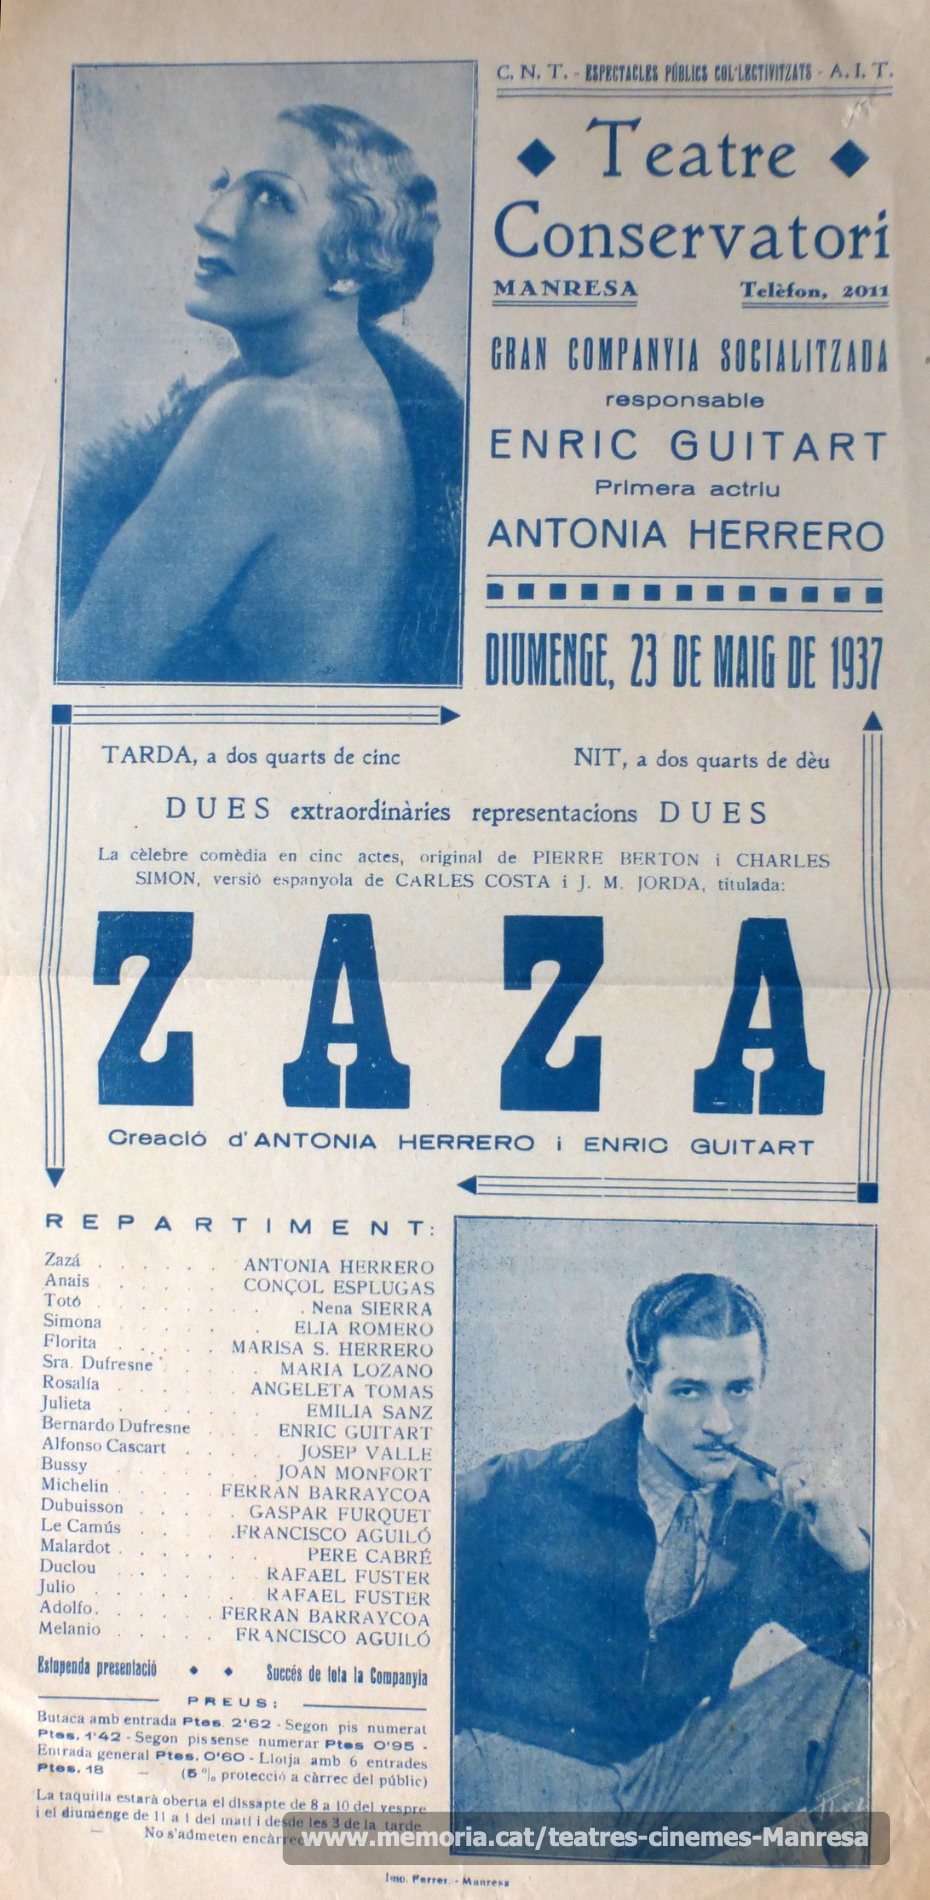 C. N. T. - ESPECTACLES PÚBLICS COL·LECTIVITZATS - A. I. T.
Teatre
Conservatori
MANRESA Telèfon, 2011
GRAN COMPANYIA SOCIALITZADA
responsable
ENRIC GUITART
Primera actriu
ANTONIA HERRERO
DIUMENGE, 23 DE MAIG DE 1937
TARDA, a dos quarts de cinc NIT, a dos quarts de dèu
DUES extraordinàries representacions DUES
La cèlebre comèdia en cinc actes, original de PIERRE BERTON i CHARLES
SIMON, versió espanyola de CARLES COSTA i J. M. JORDA, titulada:
ZAZA
Creació d'ANTONIA HERRERO i ENRIC GUITART
REPARTIMENT:
Zazá . . . . . . ANTONIA HERRERO
Anais . . . . . . CONÇOL ESPLUGAS
Totó . . . . . . Nena SIERRA
Simona . . . . . . ELIA ROMERO
Florita . . . . . . MARISA S. HERRERO
Sra. Dufresne . . . . MARIA LOZANO
Rosalía . . . . . ANGELETA TOMAS
Julieta . . . . . . EMILIA SANZ
Bernardo Dufresne . . . . ENRIC GUITART
Alfonso Cascart . . . . . JOSEP VALLE
Bussy . . . . . . JOAN MONFORT
Michelin . . . . . FERRAN BARRAYCOA
Dubuisson . . . . . GASPAR FURQUET
Le Camús . . . . . FRANCISCO AGUILÓ
Malardot . . . . . . PERE CABRÉ
Duclou . . . . . . RAFAEL FUSTER
Julio . . . . . . RAFAEL FUSTER
Adolfo . . . . . . FERRAN BARRAYCOA
Melanio . . . . . FRANCISCO AGUILÓ
Estupenda presentació Succés de tota la Companyia
PREUS:
Butaca amb entrada Ptes. 2'62 - Segon pis numerat
Ptes. 1'42 - Segon pis sense numerar Ptes 0'95 -
Entrada general Ptes. 0'60 - Llotja amb 6 entrades
Ptes. 18 — (5 % protecció a càrrec del públic)
La taquilla estarà oberta el dissapte de 8 a 10 del vespre
i el diumenge de 11 a 1 del matí i desde les 3 de la tarde
— No s'admeten encàrrec
www.memoria.cat/teatres-cinemes-Manresa
Imp. Ferrer. - Manresa